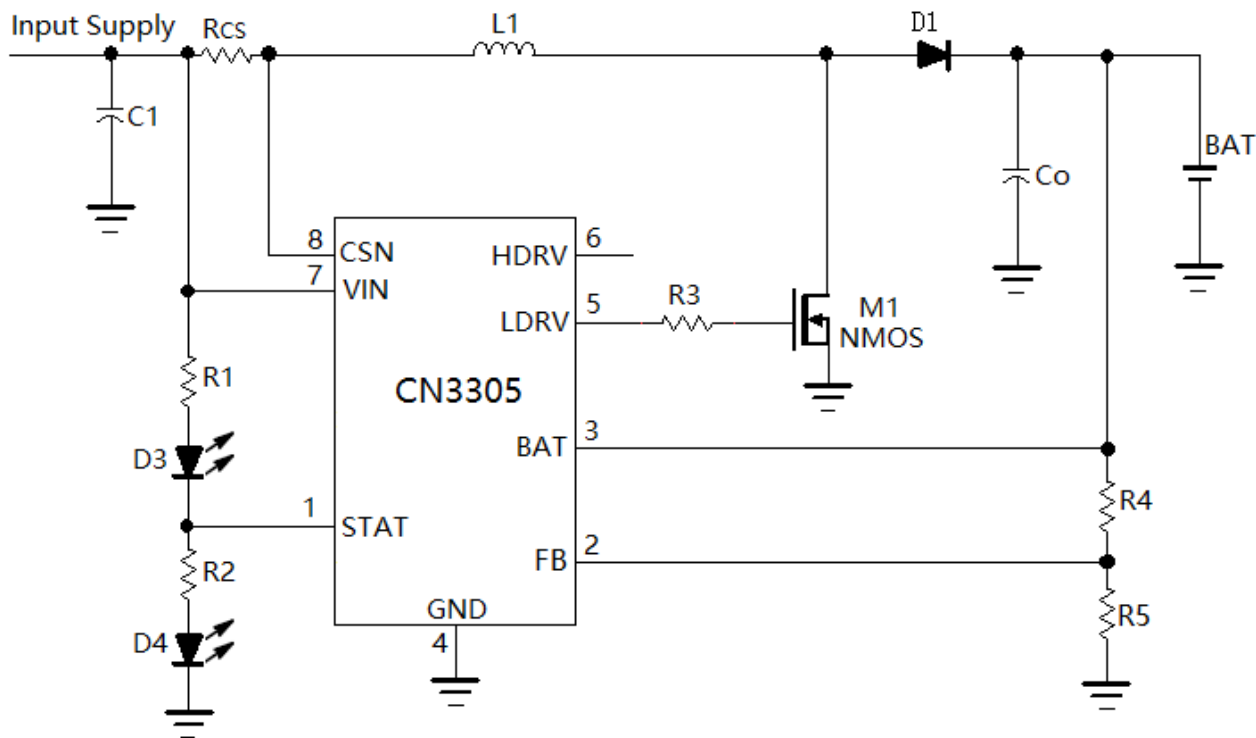 Input Supply
Rcs
L1
D1
C1
Co
BAT
8
CSN
HDRV
6
7
VIN
LDRV
5
R3
M1
NMOS
R1
CN3305
D3
BAT
3
1
STAT
R4
R2
FB
2
D4
GND
4
R5